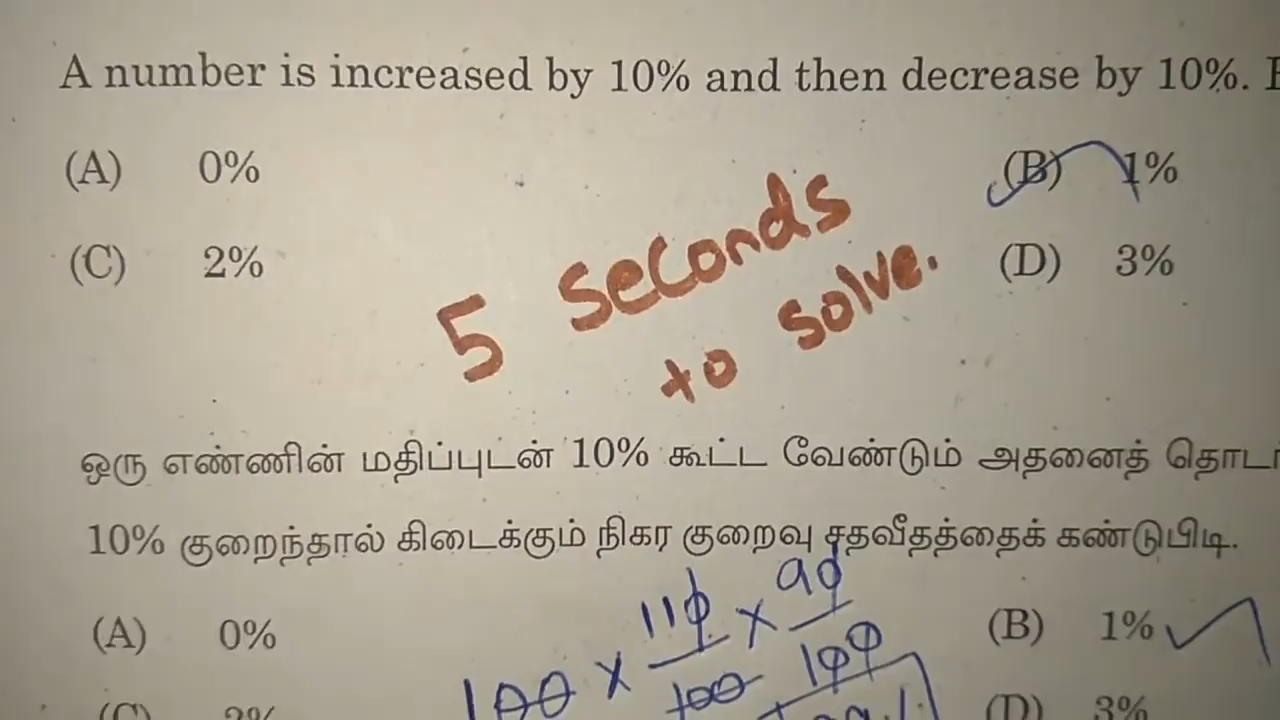 A number is increased by 10% and then decrease by 10%.
(A) 0%
(B) 1%
(C) 2%
(D) 3%
5 seconds
to solve.
ஒரு எண்ணின் மதிப்புடன் 10% கூட்ட வேண்டும் அதனைத்
10% குறைந்தால் கிடைக்கும் நிகர குறைவு சதவீதத்தைக் கண்டுபிடி.
(A) 0%
(B) 1%
110 90
100 × × 
100 100
(C) 2%
(D) 3%